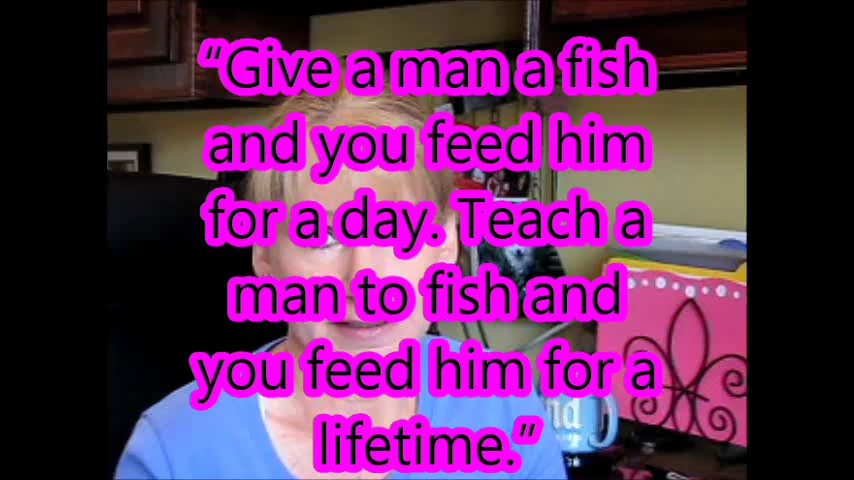 “Give a man a fish
and you feed him
for a day. Teach a
man to fish and
you feed him for a
lifetime.”